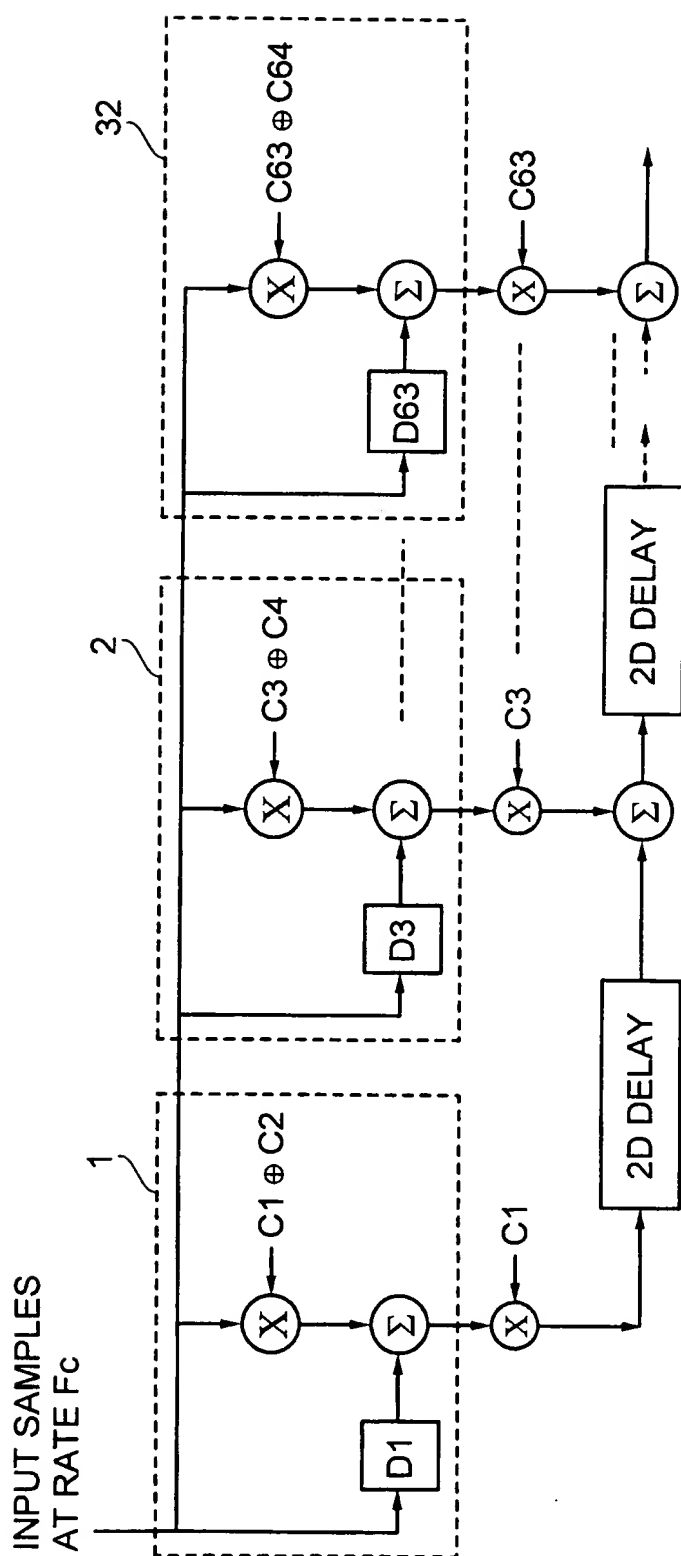 INPUT SAMPLES
AT RATE Fc
1
X
C1 ⊕ C2
D1
Σ
X
C1
2D DELAY
2
X
C3 ⊕ C4
D3
Σ
X
C3
Σ
2D DELAY
32
X
C63 ⊕ C64
D63
Σ
X
C63
Σ